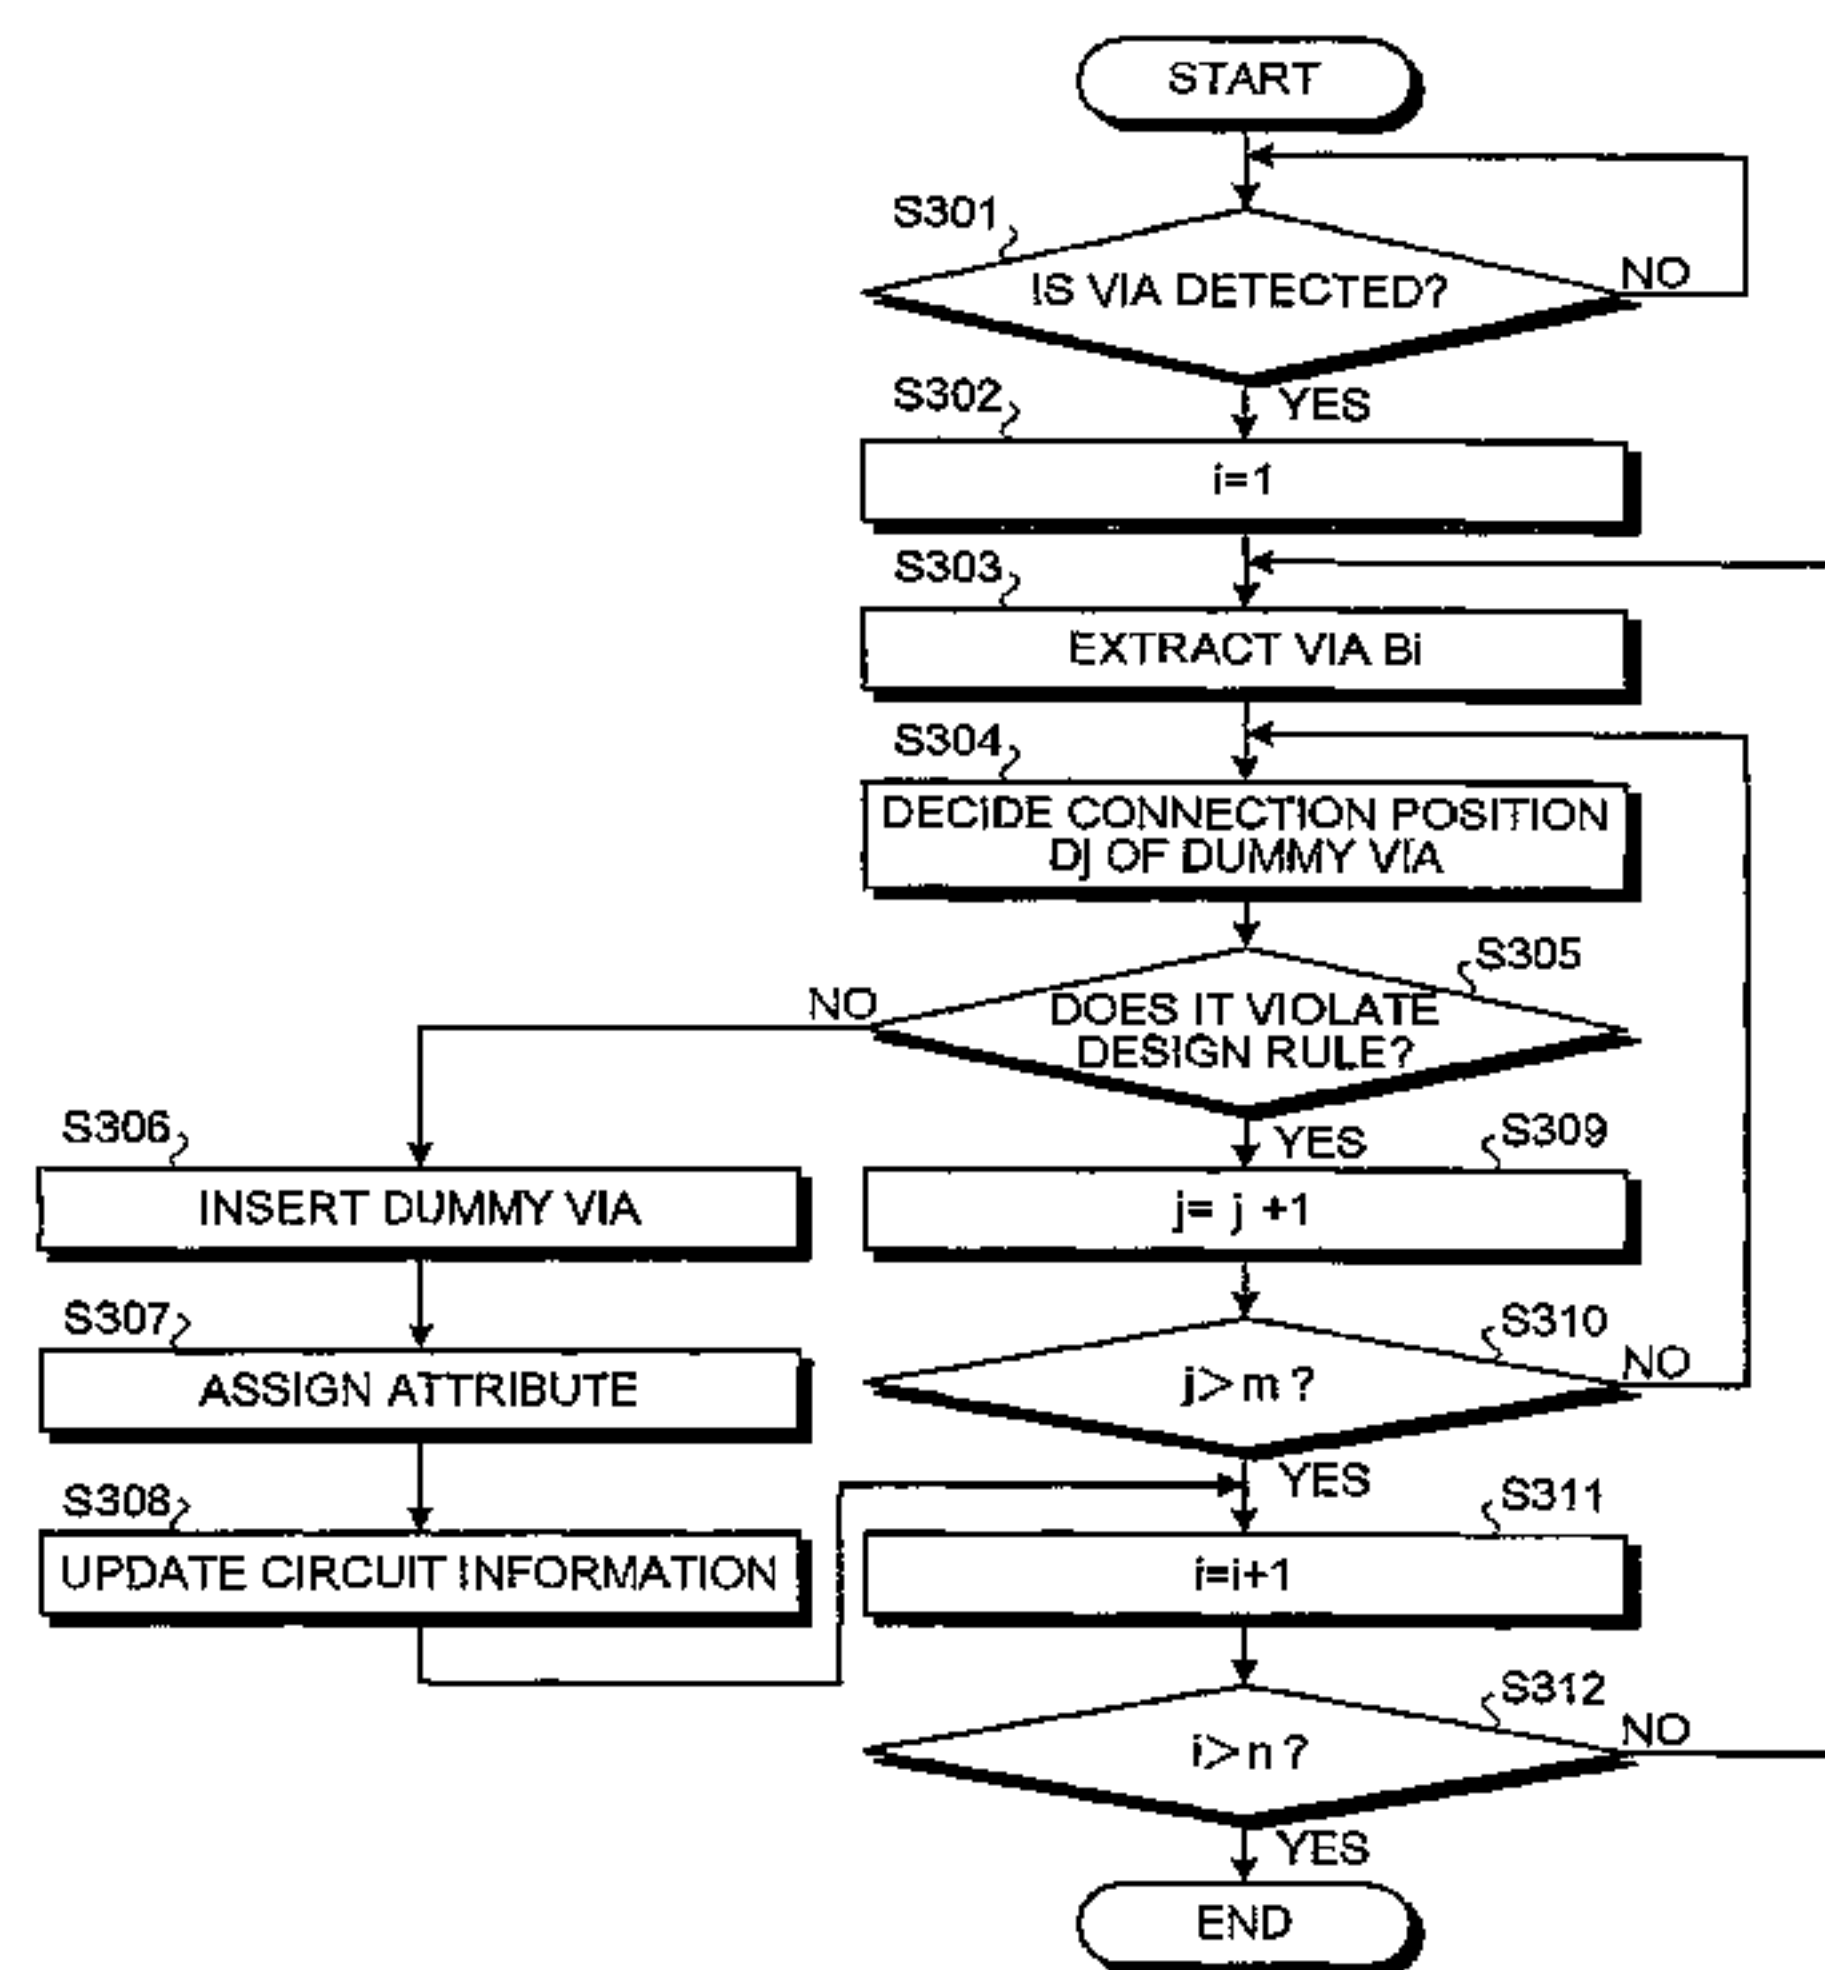 START
S301
IS VIA DETECTED?
NO
YES
S302
i=1
S303
EXTRACT VIA Bi
S304
DECIDE CONNECTION POSITION
Dj OF DUMMY VIA
S305
DOES IT VIOLATE
DESIGN RULE?
NO
YES
S306
INSERT DUMMY VIA
S307
ASSIGN ATTRIBUTE
S308
UPDATE CIRCUIT INFORMATION
S309
j= j +1
S310
j>m ?
NO
YES
S311
i=i+1
S312
i>n ?
NO
YES
END